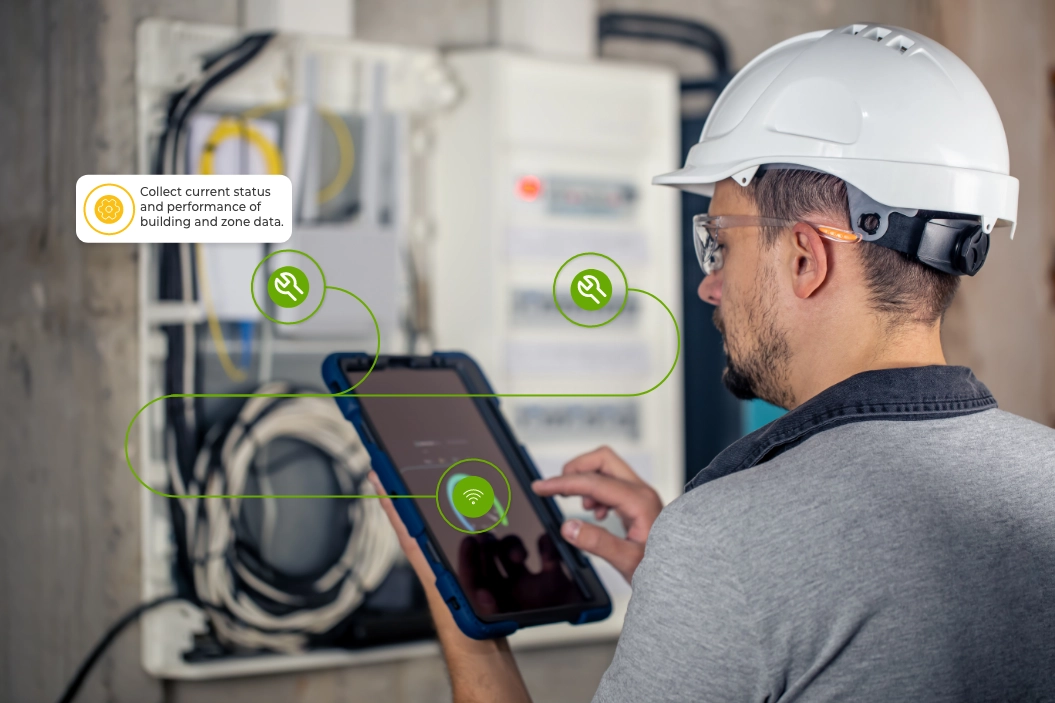 Collect current status
and performance of
building and zone data.